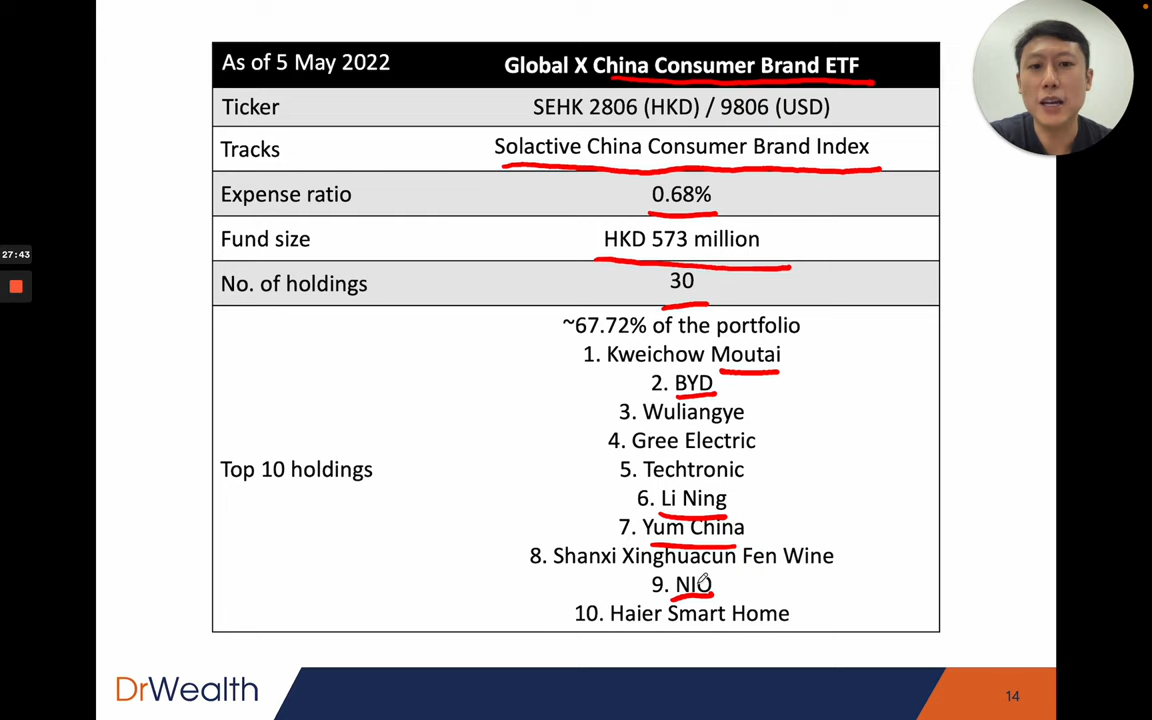 As of 5 May 2022
Global X China Consumer Brand ETF
Ticker
SEHK 2806 (HKD) / 9806 (USD)
Tracks
Solactive China Consumer Brand Index
Expense ratio
0.68%
Fund size
HKD 573 million
No. of holdings
30
Top 10 holdings
~67.72% of the portfolio
1. Kweichow Moutai
2. BYD
3. Wuliangye
4. Gree Electric
5. Techtronic
6. Li Ning
7. Yum China
8. Shanxi Xinghuacun Fen Wine
9. NIO
10. Haier Smart Home
27:43
DrWealth
14